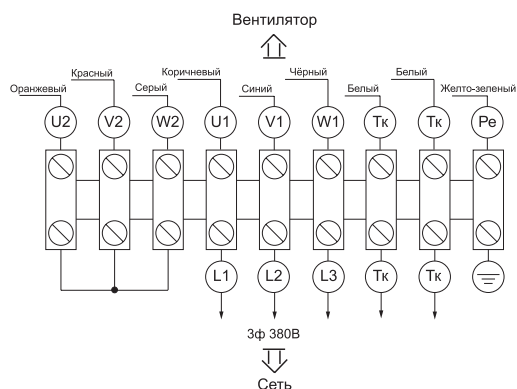 Вентилятор
Оранжевый Красный Серый Коричневый Синий Чёрный Белый Белый Желто-зеленый
U2 V2 W2 U1 V1 W1 Тк Тк Pe
L1 L2 L3 Тк Тк
3ф 380В
Сеть